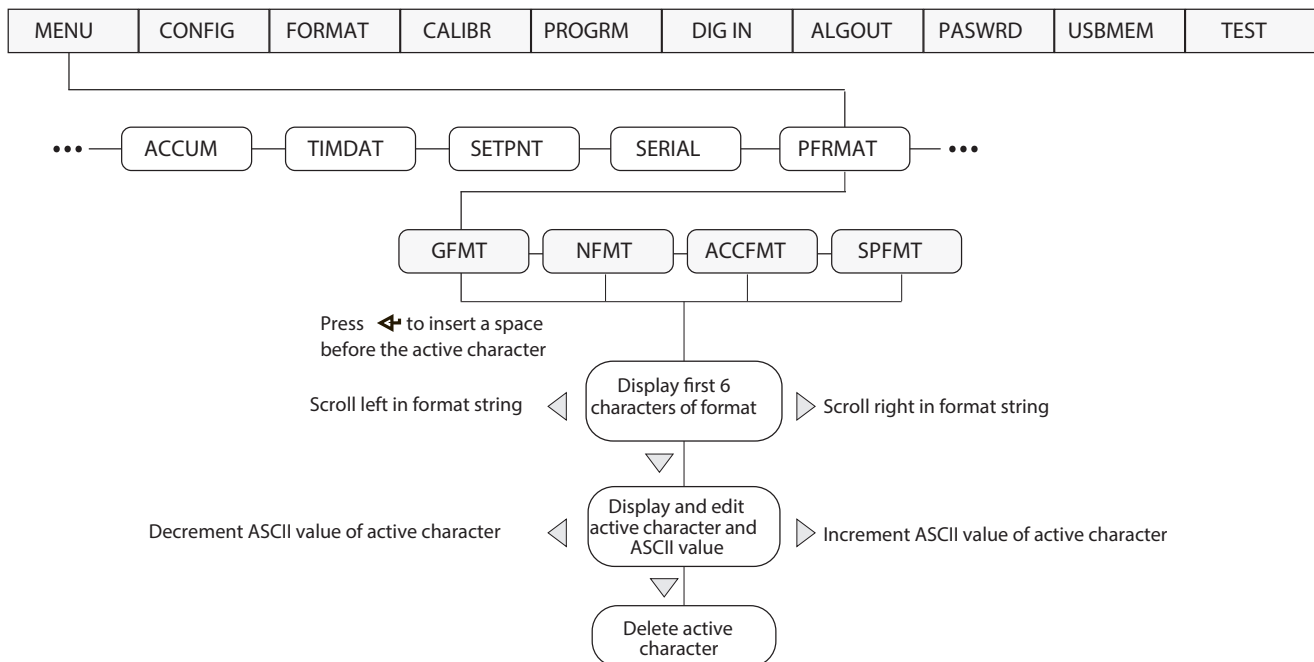 MENU CONFIG FORMAT CALIBR PROGRM DIG IN ALGOUT PASWRD USBMEM TEST
••• ACCUM TIMDAT SETPNT SERIAL PFRMAT •••
GFMT NFMT ACCFMT SPFMT
Press to insert a space
before the active character
Display first 6
characters of format
Scroll left in format string
Scroll right in format string
Display and edit
active character and
ASCII value
Decrement ASCII value of active character
Increment ASCII value of active character
Delete active
character